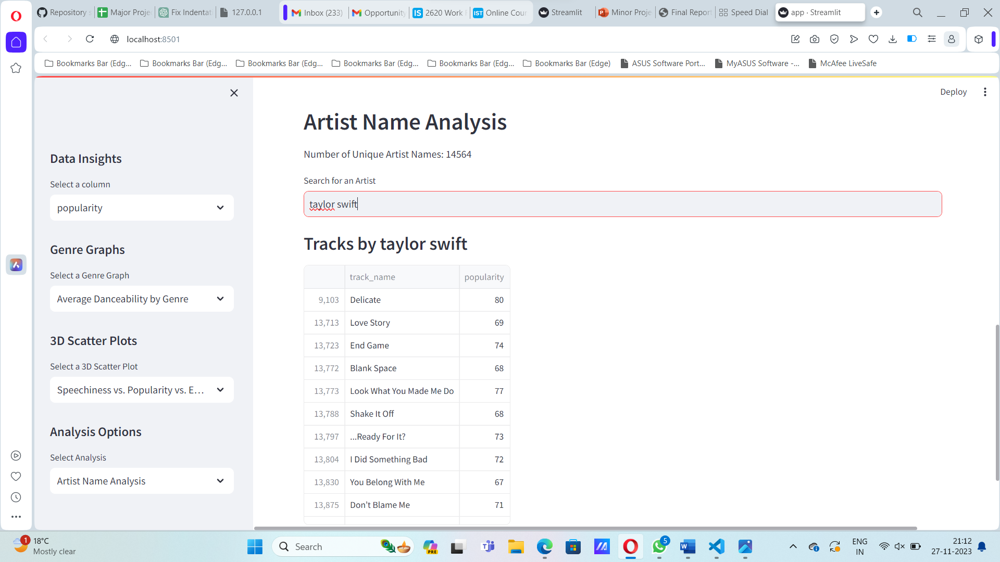 Repository s
Major Projec
Fix Indentati
127.0.0.1
Inbox (233)
Opportunity
IS
2620 Work F
IST
Online Cour
Streamlit
Minor Proje
Final Report
Speed Dial
app · Streamlit
localhost:8501
Bookmarks Bar (Edg...
Bookmarks Bar (Edg...
Bookmarks Bar (Edg...
Bookmarks Bar (Edg...
Bookmarks Bar (Edg...
Bookmarks Bar (Edge)
ASUS Software Port...
MyASUS Software -...
McAfee LiveSafe
Deploy
Data Insights
Select a column
popularity
Genre Graphs
Select a Genre Graph
Average Danceability by Genre
3D Scatter Plots
Select a 3D Scatter Plot
Speechiness vs. Popularity vs. E...
Analysis Options
Select Analysis
Artist Name Analysis
Artist Name Analysis
Number of Unique Artist Names: 14564
Search for an Artist
taylor swift
Tracks by taylor swift
track_name popularity
9,103 Delicate 80
13,713 Love Story 69
13,723 End Game 74
13,772 Blank Space 68
13,773 Look What You Made Me Do 77
13,788 Shake It Off 68
13,797 ...Ready For It? 73
13,804 I Did Something Bad 72
13,830 You Belong With Me 67
13,875 Don't Blame Me 71
1
18°C
Mostly clear
Search
PRE
5
ENG
IN
21:12
27-11-2023